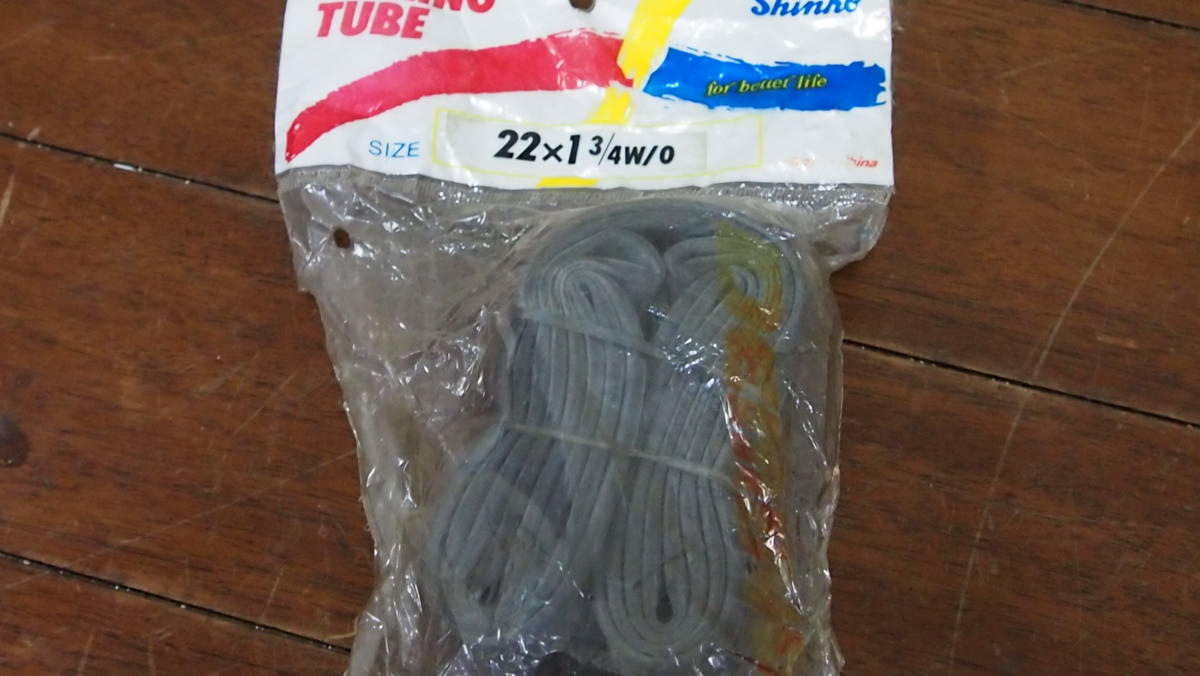 TUBE
Shinko
for better life
SIZE 22×1 3/4W/O